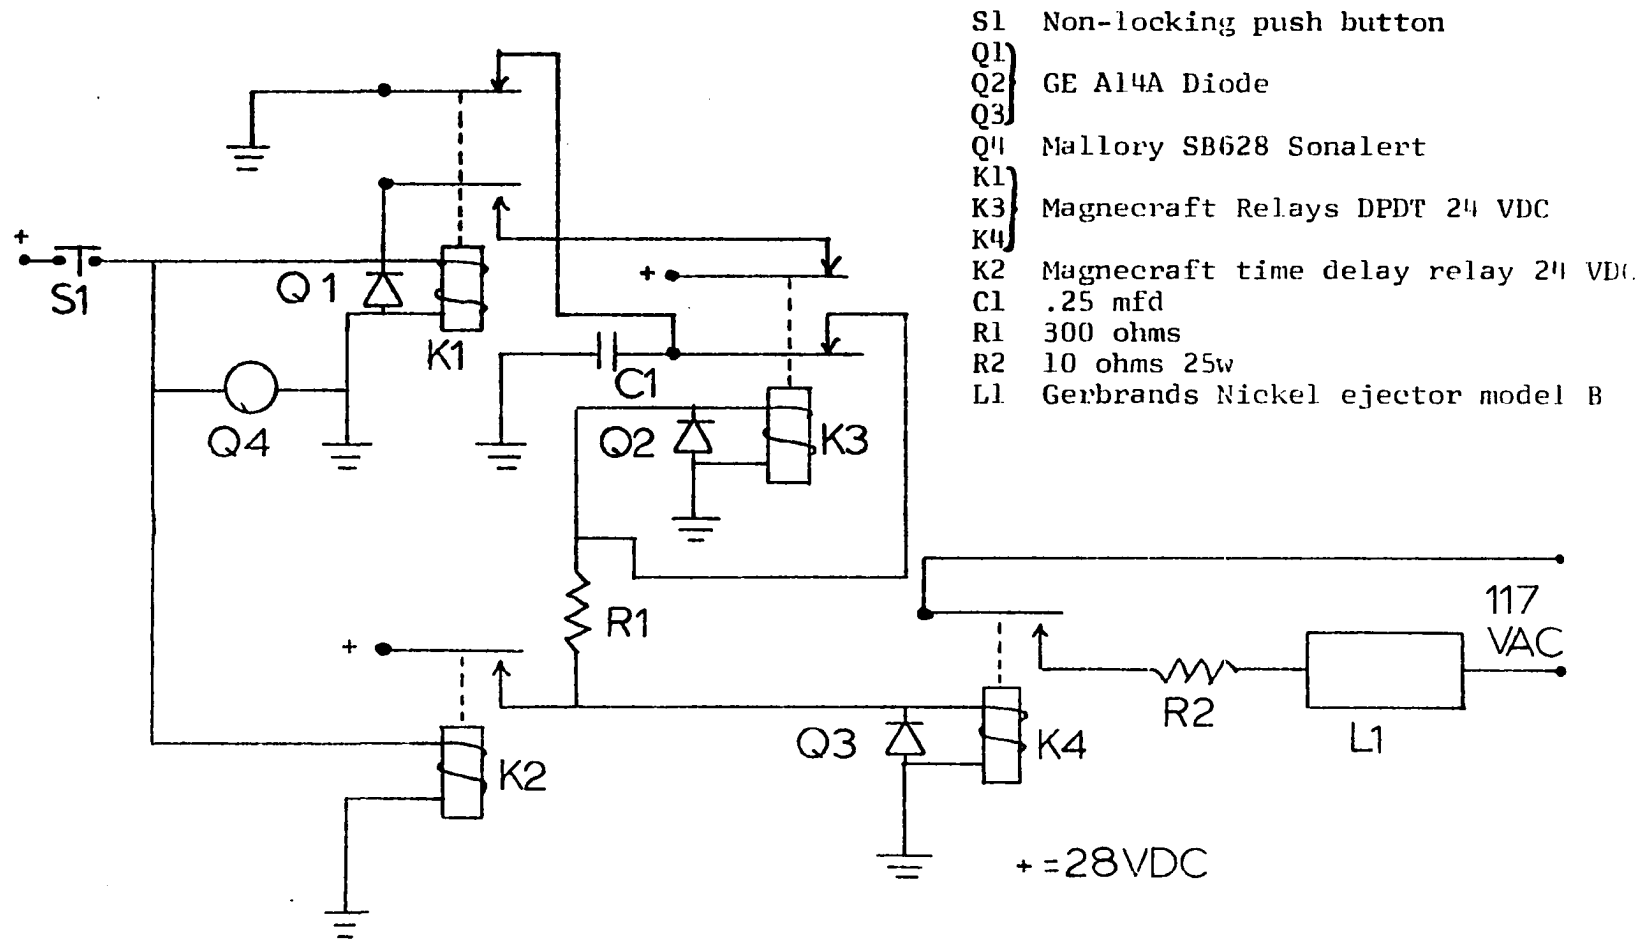 S1 Non-locking push button
Q1
Q2 GE A14A Diode
Q3
Q4 Mallory SB628 Sonalert
K1
K3 Magnecraft Relays DPDT 24 VDC
K4
K2 Magnecraft time delay relay 24 VDC
C1 .25 mfd
R1 300 ohms
R2 10 ohms 25w
L1 Gerbrands Nickel ejector model B
+
S1
Q1
K1
+
C1
Q4
Q2
K3
R1
117
VAC
+
R2
L1
Q3
K4
K2
+ = 28VDC